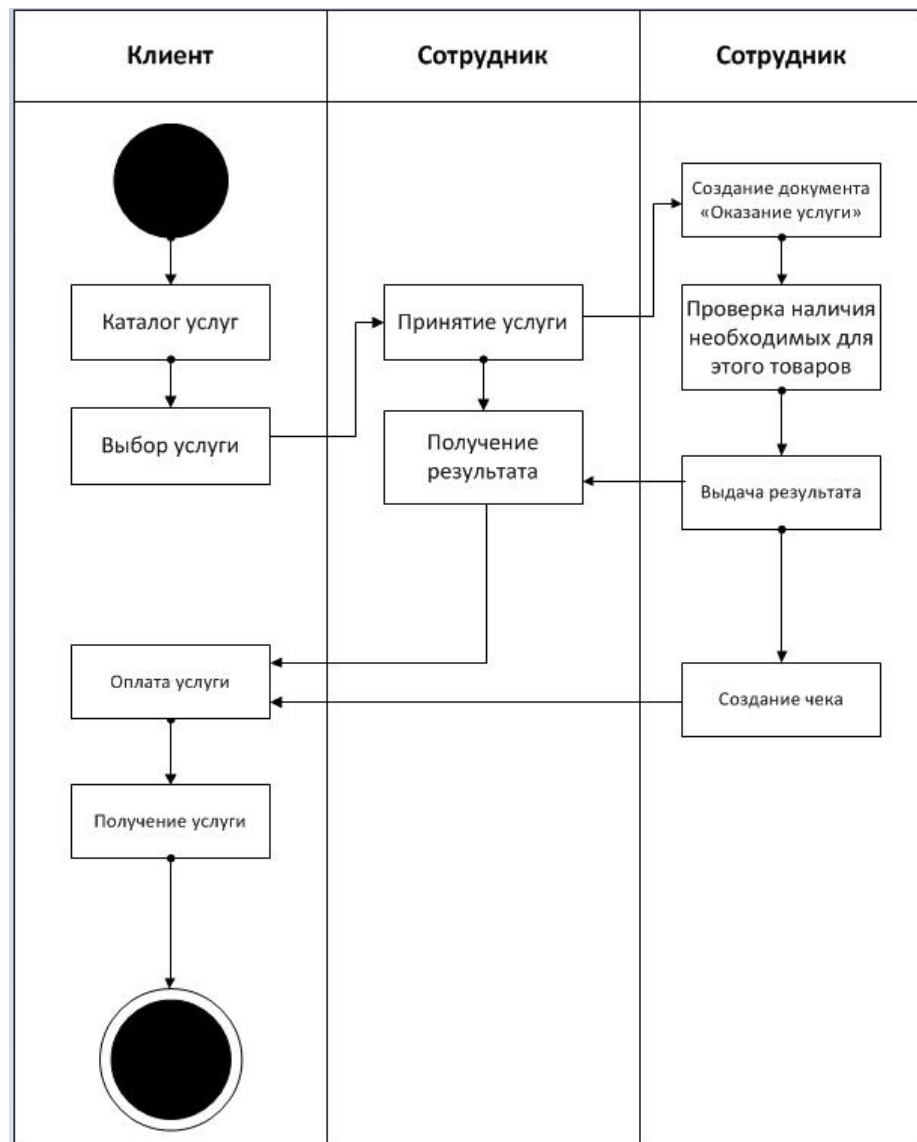 Клиент
Сотрудник
Сотрудник
Создание документа
«Оказание услуги»
Каталог услуг
Принятие услуги
Проверка наличия
необходимых для
этого товаров
Выбор услуги
Получение
результата
Выдача результата
Оплата услуги
Создание чека
Получение услуги